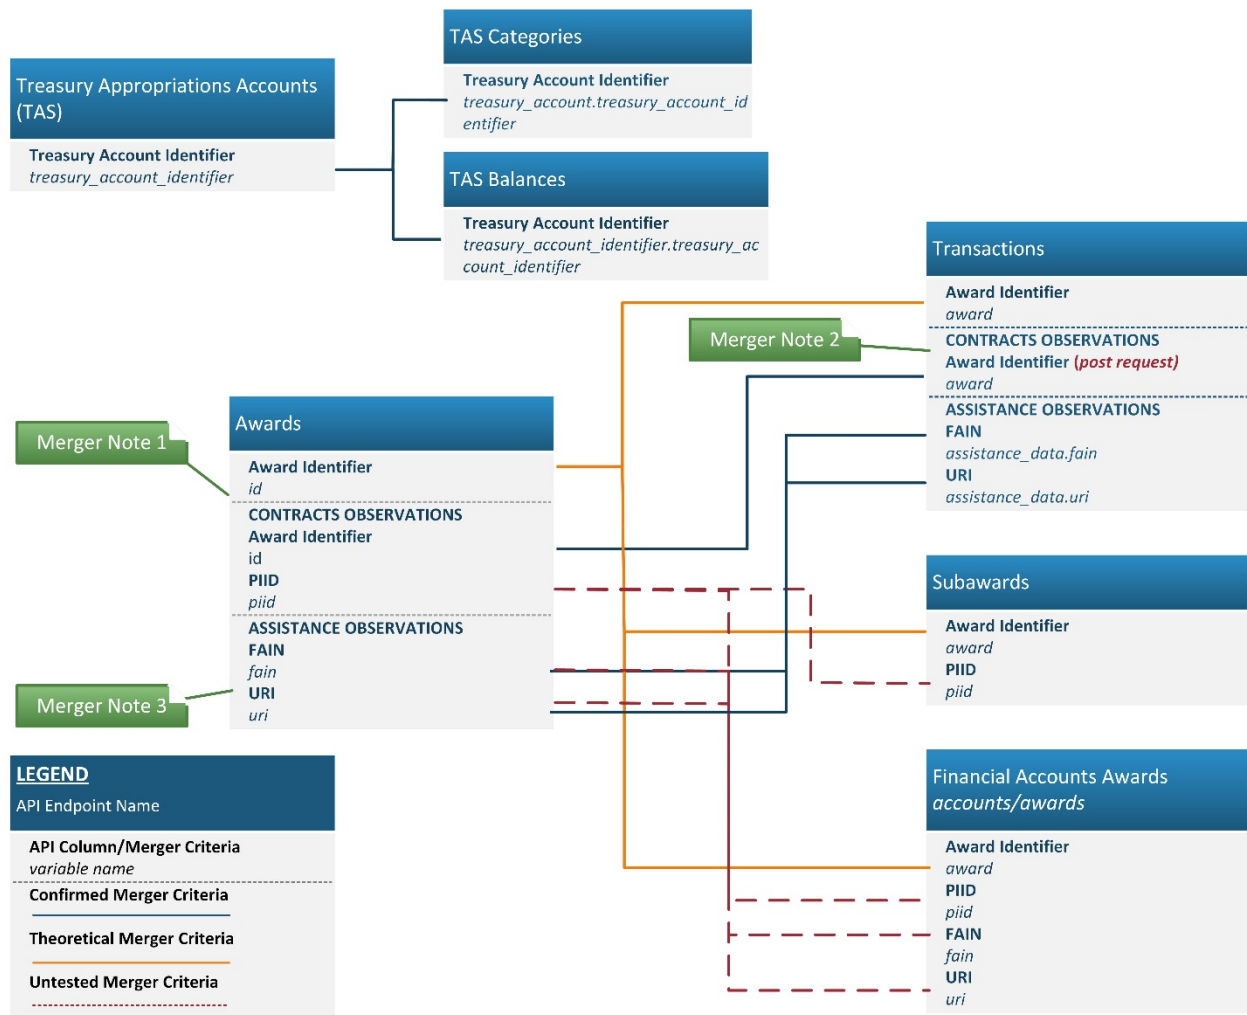 TAS Categories
Treasury Account Identifier
treasury_account.treasury_account_id
entifier
Treasury Appropriations Accounts
(TAS)
Treasury Account Identifier
treasury_account_identifier
TAS Balances
Treasury Account Identifier
treasury_account_identifier.treasury_ac
count_identifier
Transactions
Award Identifier
award
CONTRACTS OBSERVATIONS
Award Identifier (post request)
award
ASSISTANCE OBSERVATIONS
FAIN
assistance_data.fain
URI
assistance_data.uri
Merger Note 2
Merger Note 1
Awards
Award Identifier
id
CONTRACTS OBSERVATIONS
Award Identifier
id
PIID
piid
ASSISTANCE OBSERVATIONS
FAIN
fain
URI
uri
Merger Note 3
Subawards
Award Identifier
award
PIID
piid
Financial Accounts Awards
accounts/awards
Award Identifier
award
PIID
piid
FAIN
fain
URI
uri
LEGEND
API Endpoint Name
API Column/Merger Criteria
variable name
Confirmed Merger Criteria
Theoretical Merger Criteria
Untested Merger Criteria